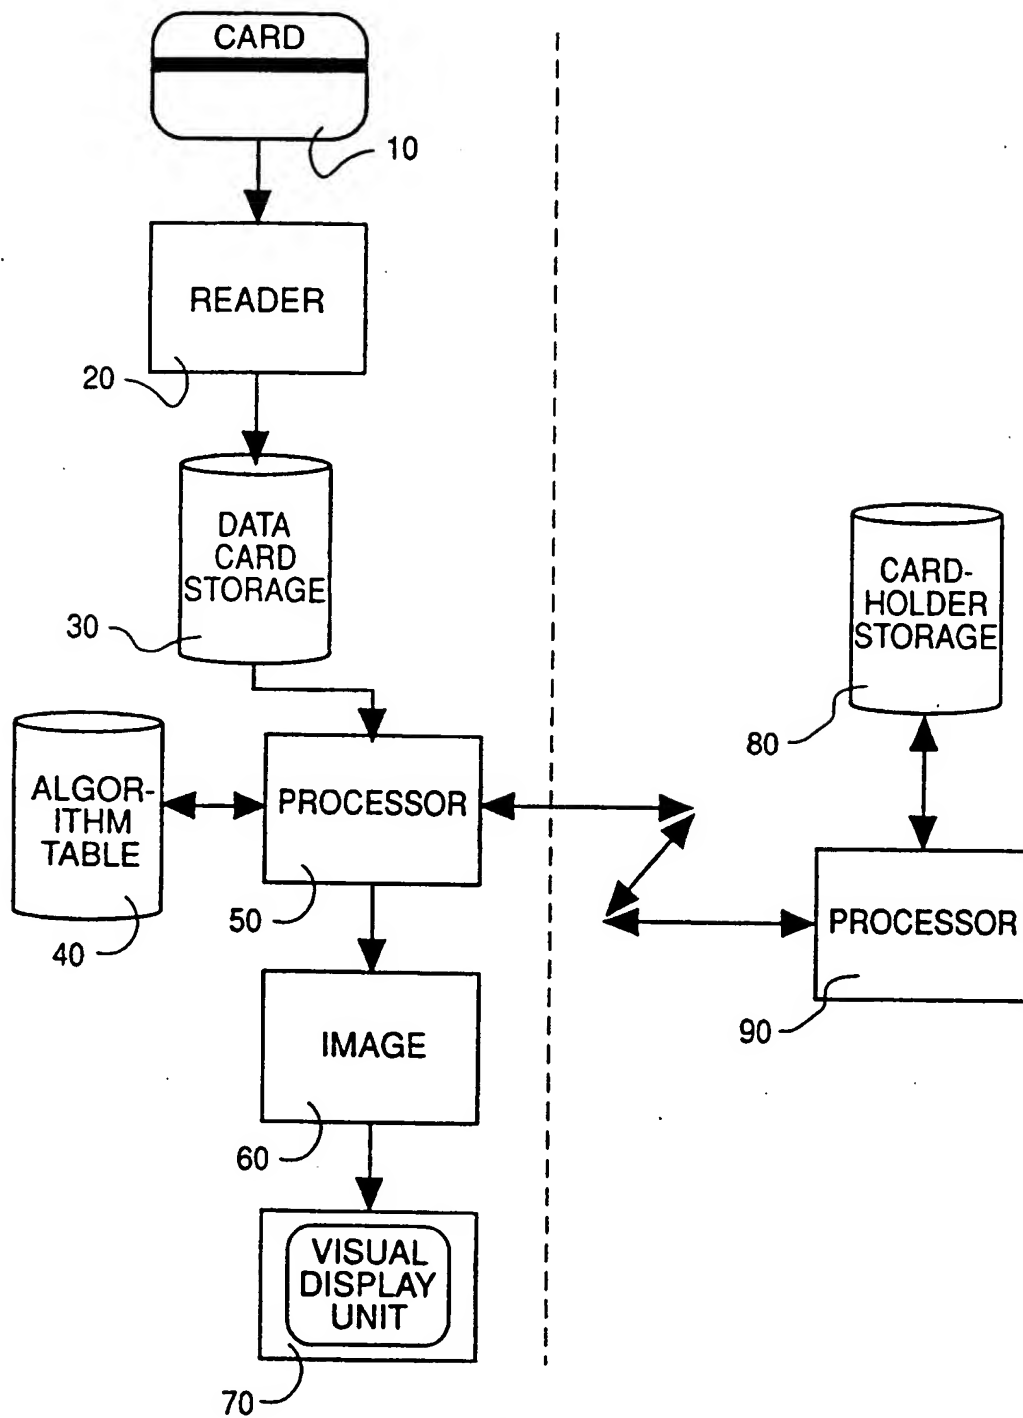 CARD
10
READER
20
DATA
CARD
STORAGE
30
CARD-
HOLDER
STORAGE
80
ALGOR-
ITHM
TABLE
40
PROCESSOR
50
PROCESSOR
90
IMAGE
60
VISUAL
DISPLAY
UNIT
70